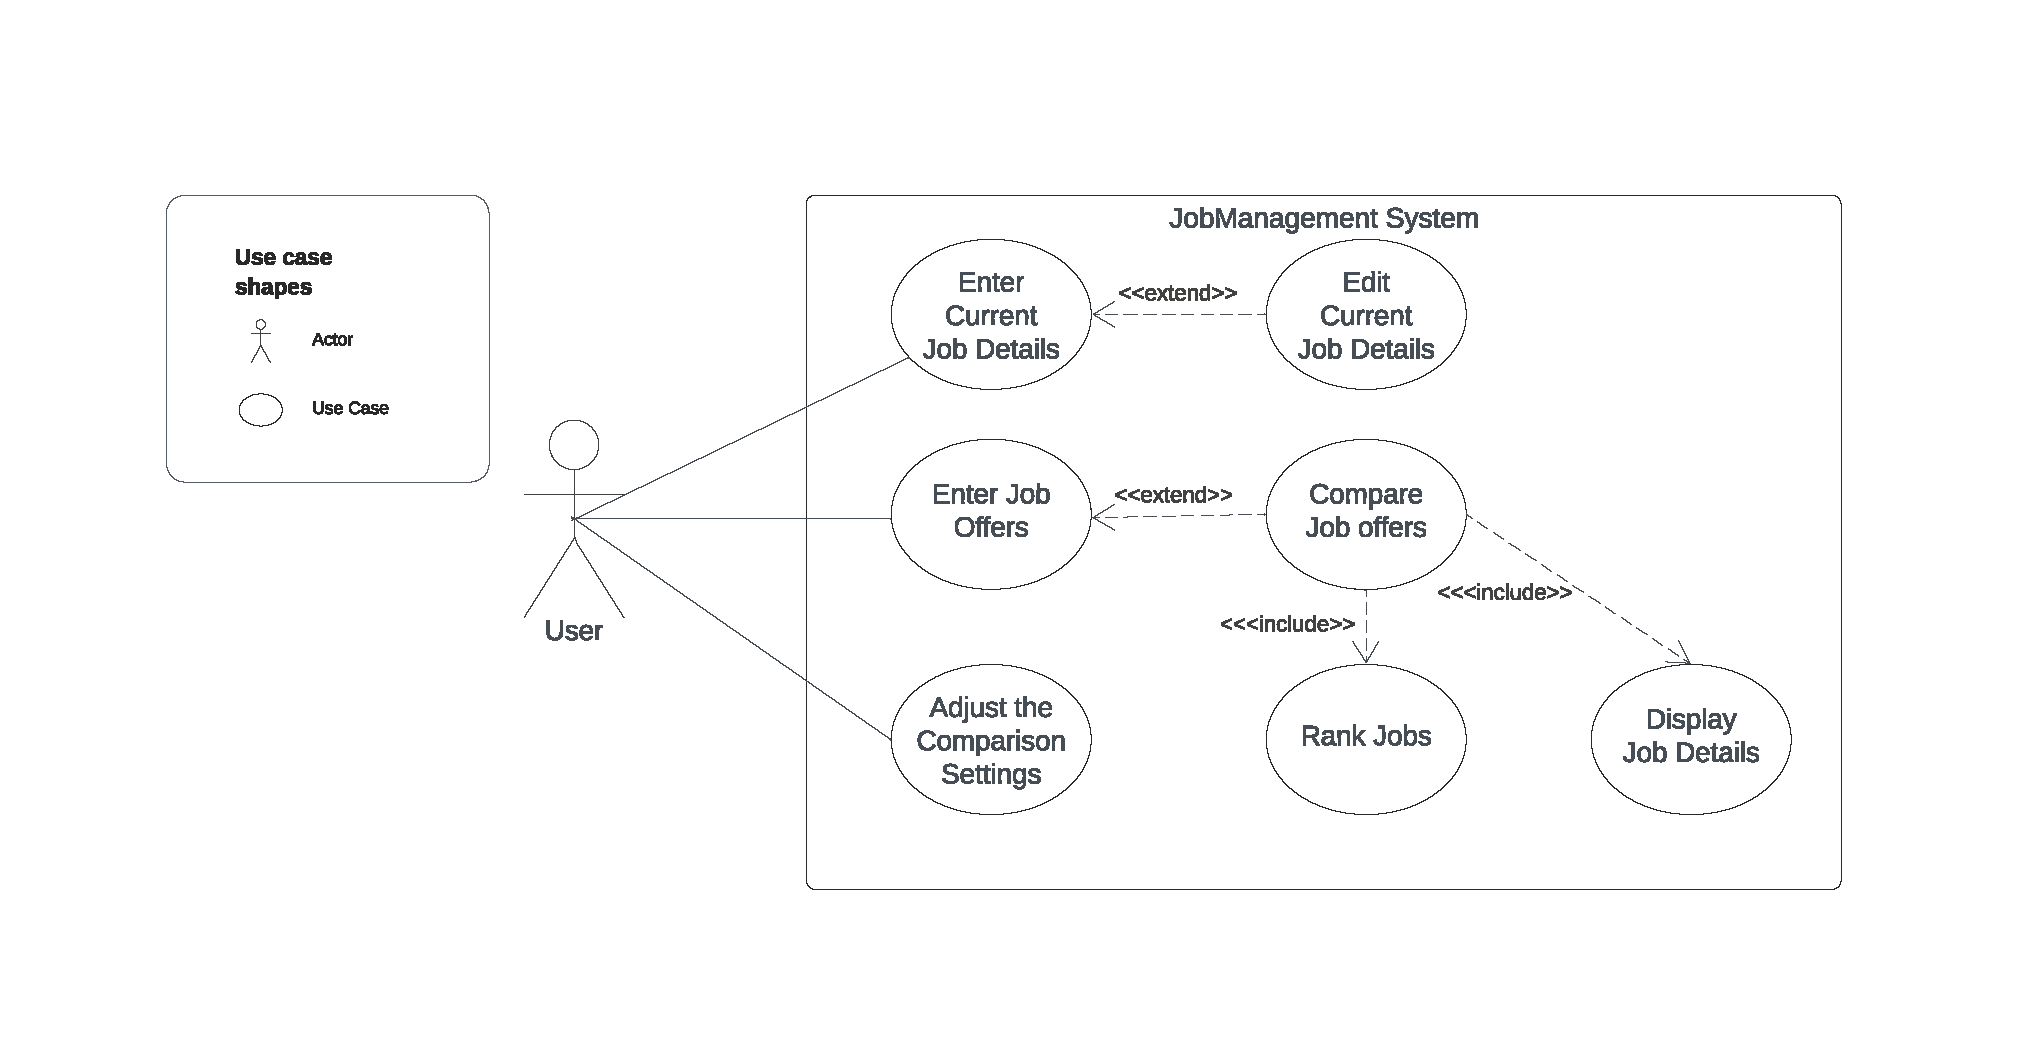 Use case
shapes
Actor
Use Case
User
JobManagement System
Enter
Current
Job Details
<<extend>>
Edit
Current
Job Details
Enter Job
Offers
<<extend>>
Compare
Job offers
<<<include>>
<<<include>>
Adjust the
Comparison
Settings
Rank Jobs
Display
Job Details